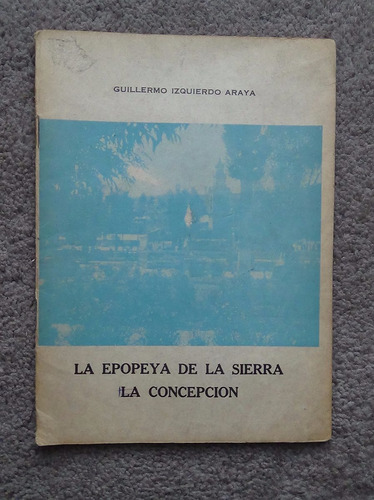 GUILLERMO IZQUIERDO ARAYA
LA EPOPEYA DE LA SIERRA
LA CONCEPCION